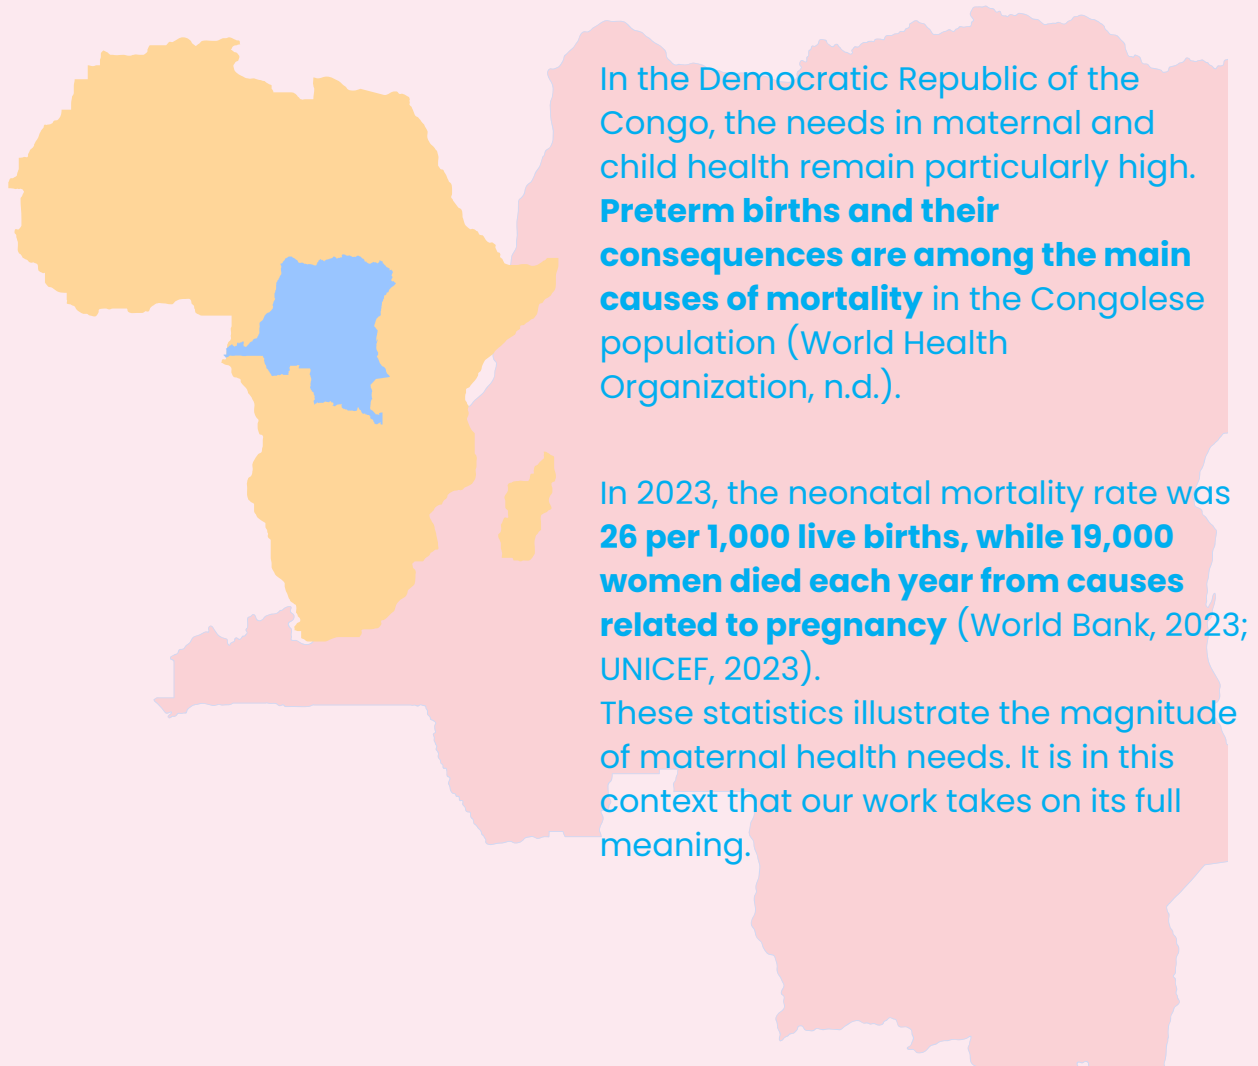 In the Democratic Republic of the
Congo, the needs in maternal and
child health remain particularly high.
Preterm births and their
consequences are among the main
causes of mortality in the Congolese
population (World Health
Organization, n.d.).
In 2023, the neonatal mortality rate was
26 per 1,000 live births, while 19,000
women died each year from causes
related to pregnancy (World Bank, 2023;
UNICEF, 2023).
These statistics illustrate the magnitude
of maternal health needs. It is in this
context that our work takes on its full
meaning.